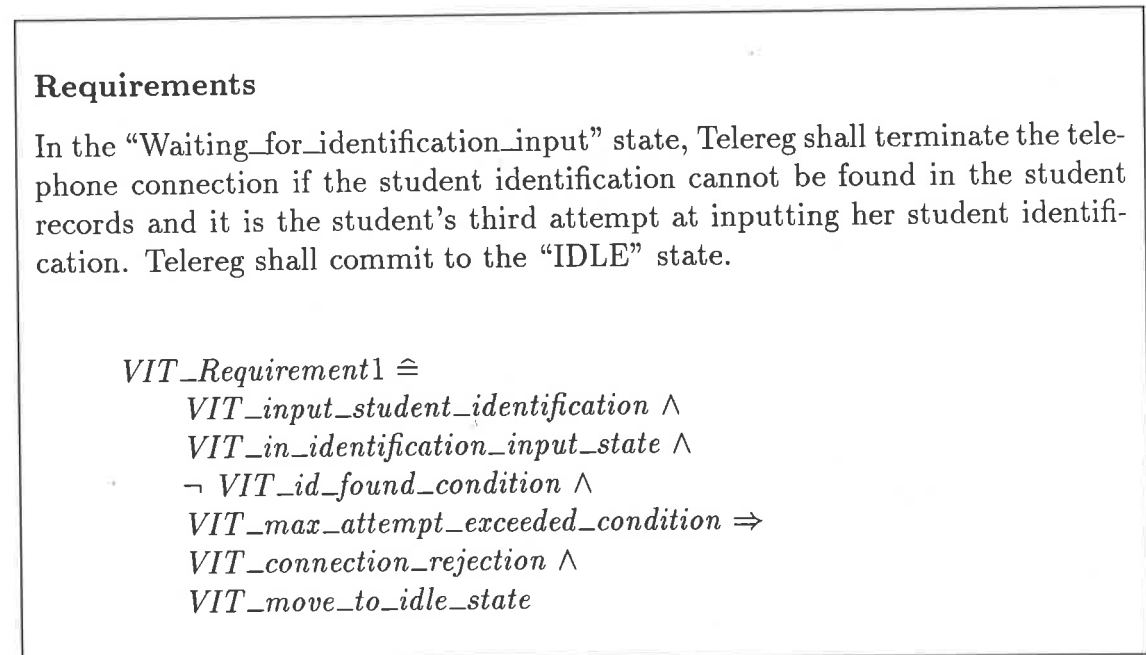 Requirements
In the “Waiting_for_identification_input” state, Telereg shall terminate the tele-
phone connection if the student identification cannot be found in the student
records and it is the student’s third attempt at inputting her student identifi-
cation. Telereg shall commit to the “IDLE” state.
VIT_Requirement1 ≙
VIT_input_student_identification ∧
VIT_in_identification_input_state ∧
¬ VIT_id_found_condition ∧
VIT_max_attempt_exceeded_condition ⇒
VIT_connection_rejection ∧
VIT_move_to_idle_state